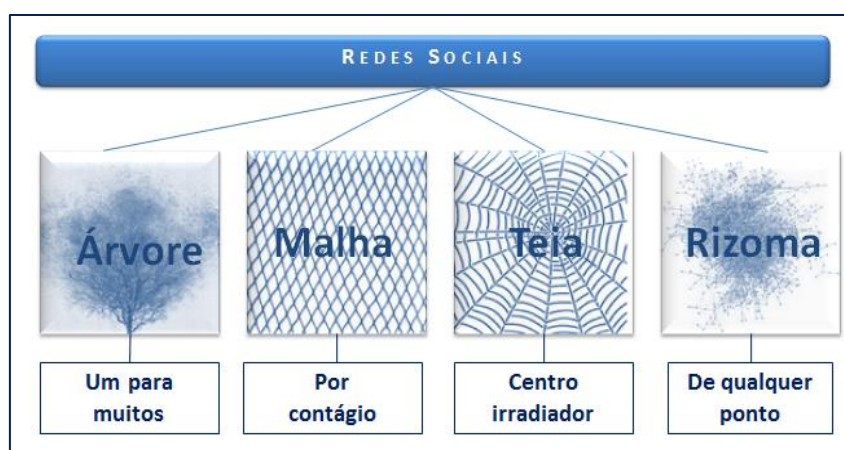 REDES SOCIAIS
Árvore
Malha
Teia
Rizoma
Um para
muitos
Por
contágio
Centro
irradiador
De qualquer
ponto